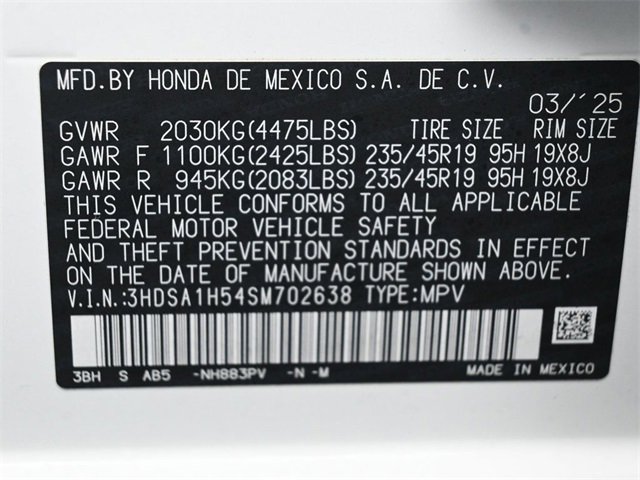 MFD.BY HONDA DE MEXICO S.A. DE C.V.
03/´25
GVWR 2030KG(4475LBS) TIRE SIZE RIM SIZE
GAWR F 1100KG(2425LBS) 235/45R19 95H 19X8J
GAWR R 945KG(2083LBS) 235/45R19 95H 19X8J
THIS VEHICLE CONFORMS TO ALL APPLICABLE
FEDERAL MOTOR VEHICLE SAFETY
AND THEFT PREVENTION STANDARDS IN EFFECT
ON THE DATE OF MANUFACTURE SHOWN ABOVE.
V.I.N.:3HDSA1H54SM702638 TYPE:MPV
3BH S AB5 -NH883PV -N -M MADE IN MEXICO